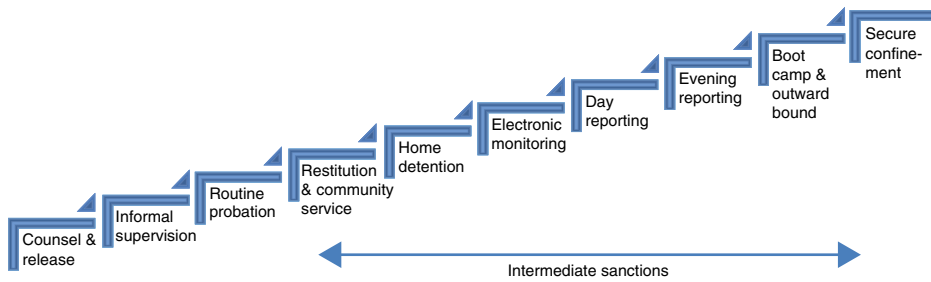 Counsel &
release
Informal
supervision
Routine
probation
Restitution
& community
service
Home
detention
Electronic
monitoring
Day
reporting
Evening
reporting
Boot
camp &
outward
bound
Secure
confine-
ment
Intermediate sanctions